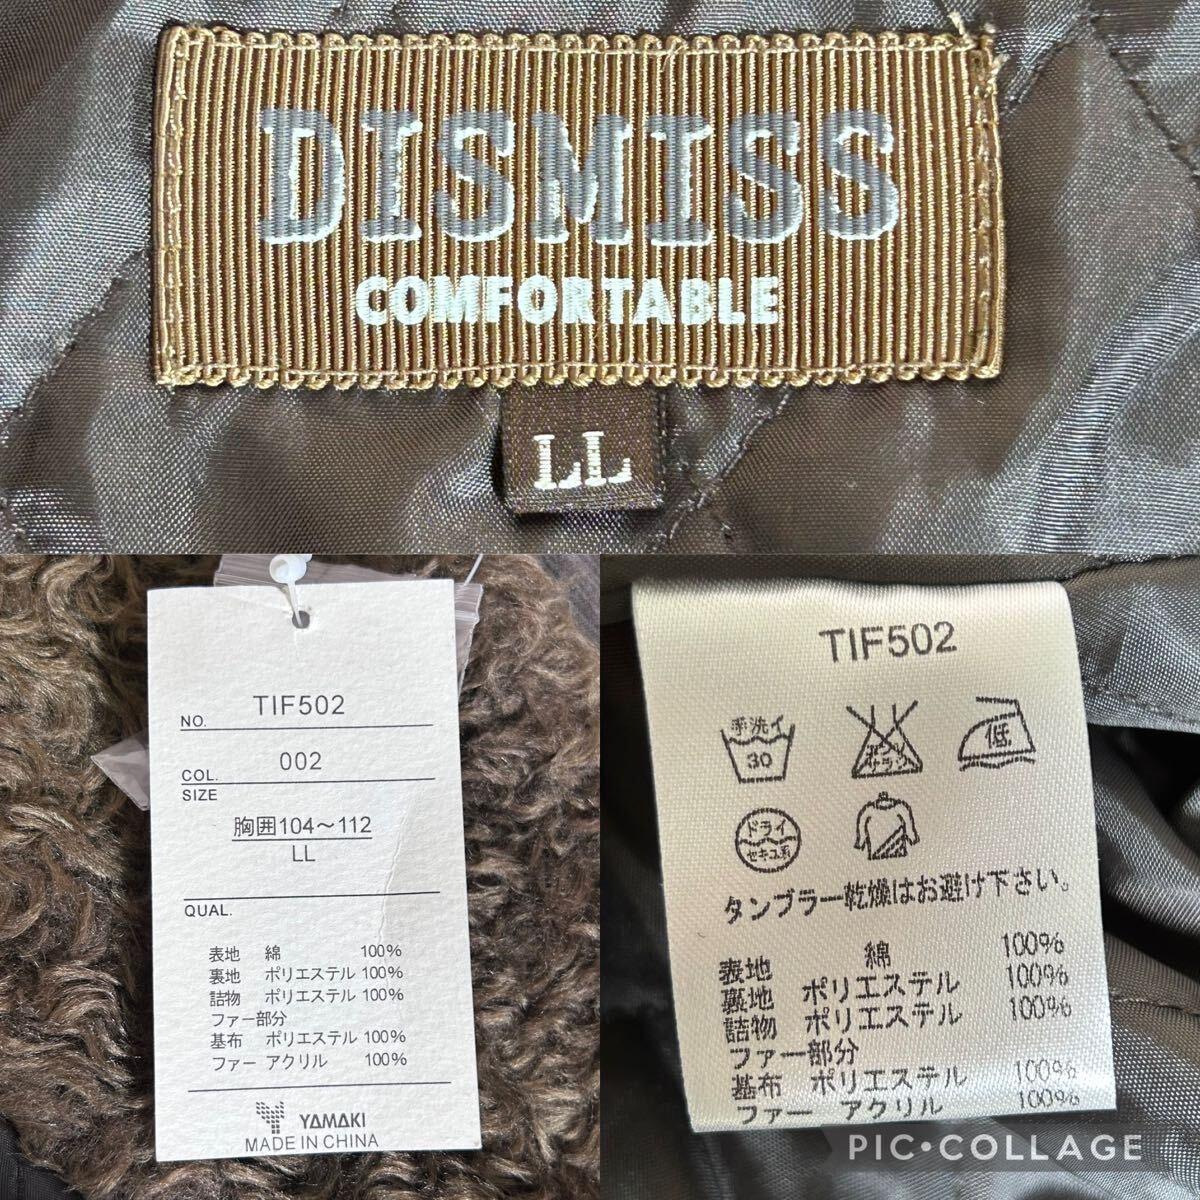 DISMISS
COMFORTABLE
LL
NO. TIF502
COL. 002
SIZE
胸囲104〜112
LL
QUAL.
表地 綿 100%
裏地 ポリエステル 100%
詰物 ポリエステル 100%
ファー部分
基布 ポリエステル 100%
ファー アクリル 100%
YAMAKI
MADE IN CHINA
TIF502
手洗イ
30
エンソ
サラシ
低
ドライ
セキユ系
タンブラー乾燥はお避け下さい。
表地 綿 100%
裏地 ポリエステル 100%
詰物 ポリエステル 100%
ファー部分
基布 ポリエステル 100%
ファー アクリル 100%
PIC•COLLAGE